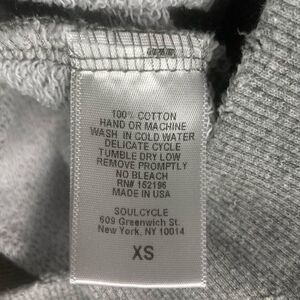 100% COTTON
HAND OR MACHINE
WASH IN COLD WATER
DELICATE CYCLE
TUMBLE DRY LOW
REMOVE PROMPTLY
NO BLEACH
RN# 152196
MADE IN USA
SOULCYCLE
609 Greenwich St.
New York, NY 10014
XS